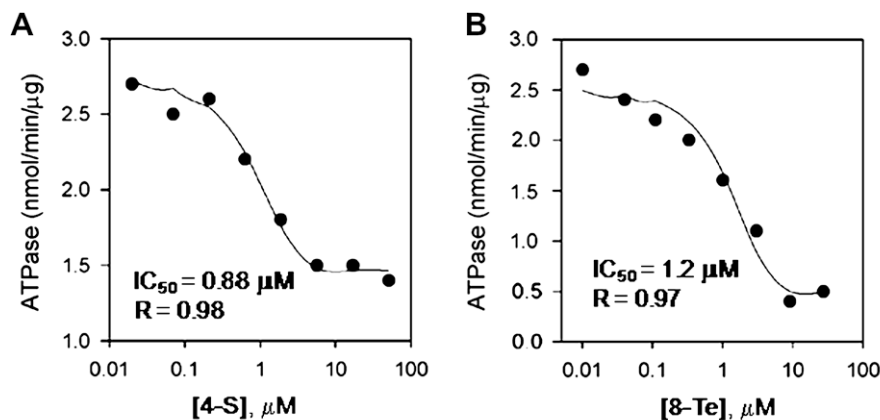 A
ATPase (nmol/min/μg)
3.0
2.5
2.0
1.5
1.0
IC50 = 0.88 μM
R = 0.98
0.01 0.1 1 10 100
[4-S], μM
B
ATPase (nmol/min/μg)
3.0
2.5
2.0
1.5
1.0
0.5
0.0
IC50 = 1.2 μM
R = 0.97
0.01 0.1 1 10 100
[8-Te], μM